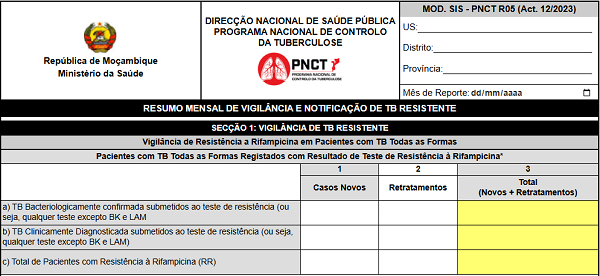 MOD. SIS - PNCT R05 (Act. 12/2023)
República de Moçambique
Ministério da Saúde
DIRECÇÃO NACIONAL DE SAÚDE PÚBLICA
PROGRAMA NACIONAL DE CONTROLO
DA TUBERCULOSE
PNCT
PROGRAMA NACIONAL DE
CONTROLO DA TUBERCULOSE
US:
Distrito:
Província:
Mês de Reporte: dd/mm/aaaa
RESUMO MENSAL DE VIGILÂNCIA E NOTIFICAÇÃO DE TB RESISTENTE
SECÇÃO 1: VIGILÂNCIA DE TB RESISTENTE
Vigilância de Resistência a Rifampicina em Pacientes com TB Todas as Formas
Pacientes com TB Todas as Formas Registados com Resultado de Teste de Resistência à Rifampicina*
1 2 3
Casos Novos Retratamentos Total
(Novos + Retratamentos)
a) TB Bacteriologicamente confirmada submetidos ao teste de resistência (ou
seja, qualquer teste excepto BK e LAM
b) TB Clinicamente Diagnosticada submetidos ao teste de resistência (ou seja,
qualquer teste excepto BK e LAM)
c) Total de Pacientes com Resistência à Rifampicina (RR)